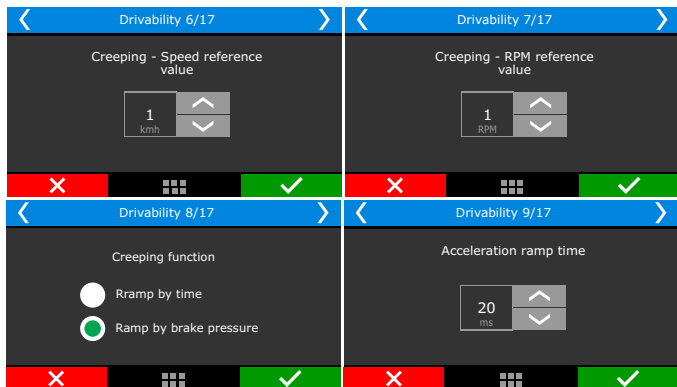 Drivability 6/17
Creeping - Speed reference
value
1
kmh
Drivability 7/17
Creeping - RPM reference
value
1
RPM
Drivability 8/17
Creeping function
Rramp by time
Ramp by brake pressure
Drivability 9/17
Acceleration ramp time
20
ms